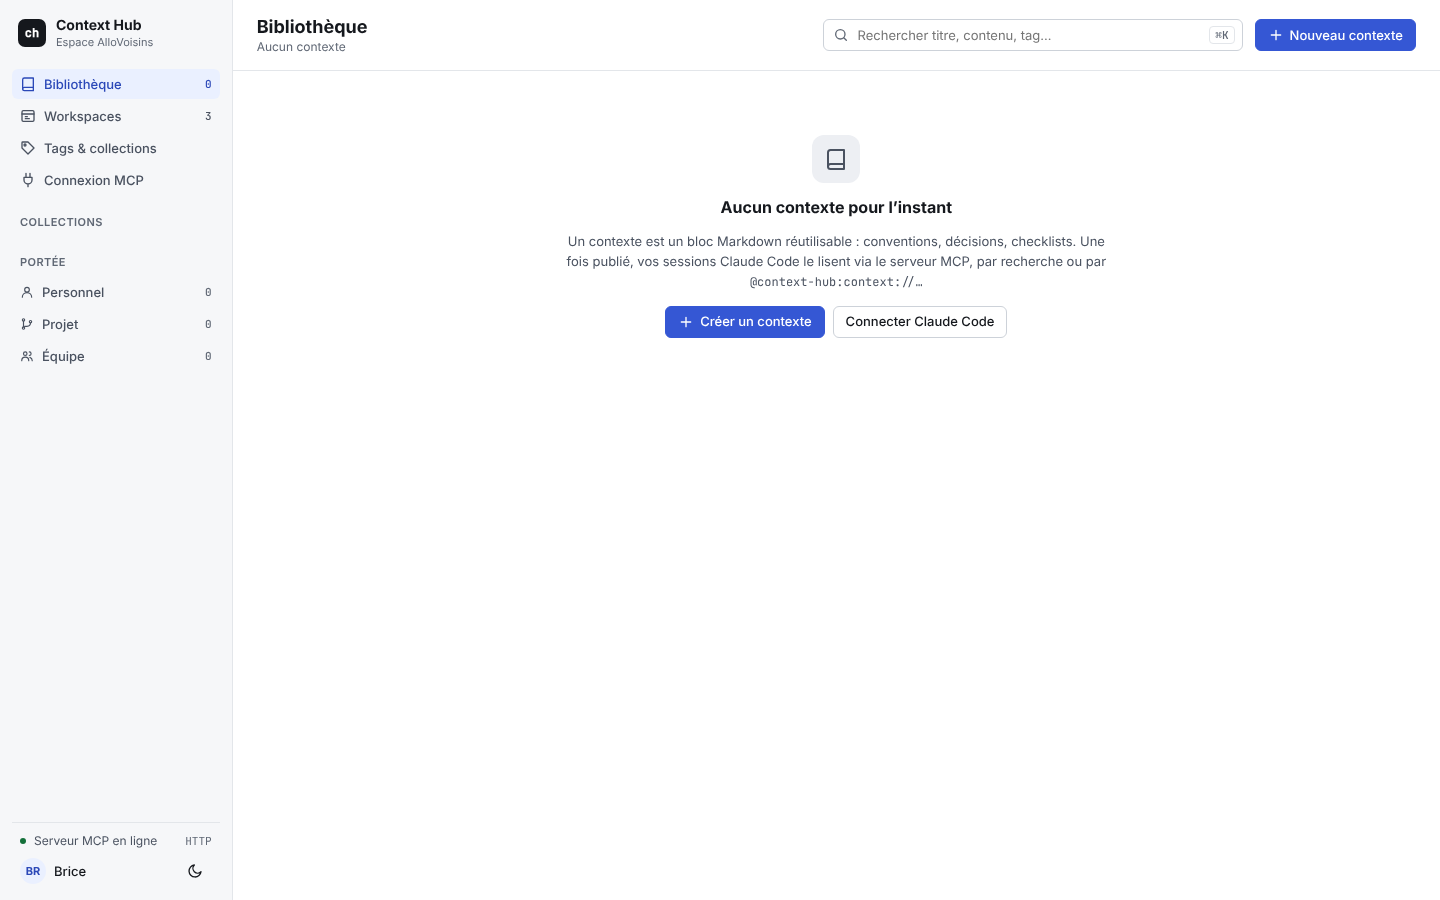 ch
Context Hub
Espace AlloVoisins
Bibliothèque 0
Workspaces 3
Tags & collections
Connexion MCP
COLLECTIONS
PORTÉE
Personnel 0
Projet 0
Équipe 0
Serveur MCP en ligne HTTP
BR Brice
Bibliothèque
Aucun contexte
Rechercher titre, contenu, tag... ⌘K
Nouveau contexte
Aucun contexte pour l’instant
Un contexte est un bloc Markdown réutilisable : conventions, décisions, checklists. Une
fois publié, vos sessions Claude Code le lisent via le serveur MCP, par recherche ou par
@context-hub:context://…
Créer un contexte
Connecter Claude Code